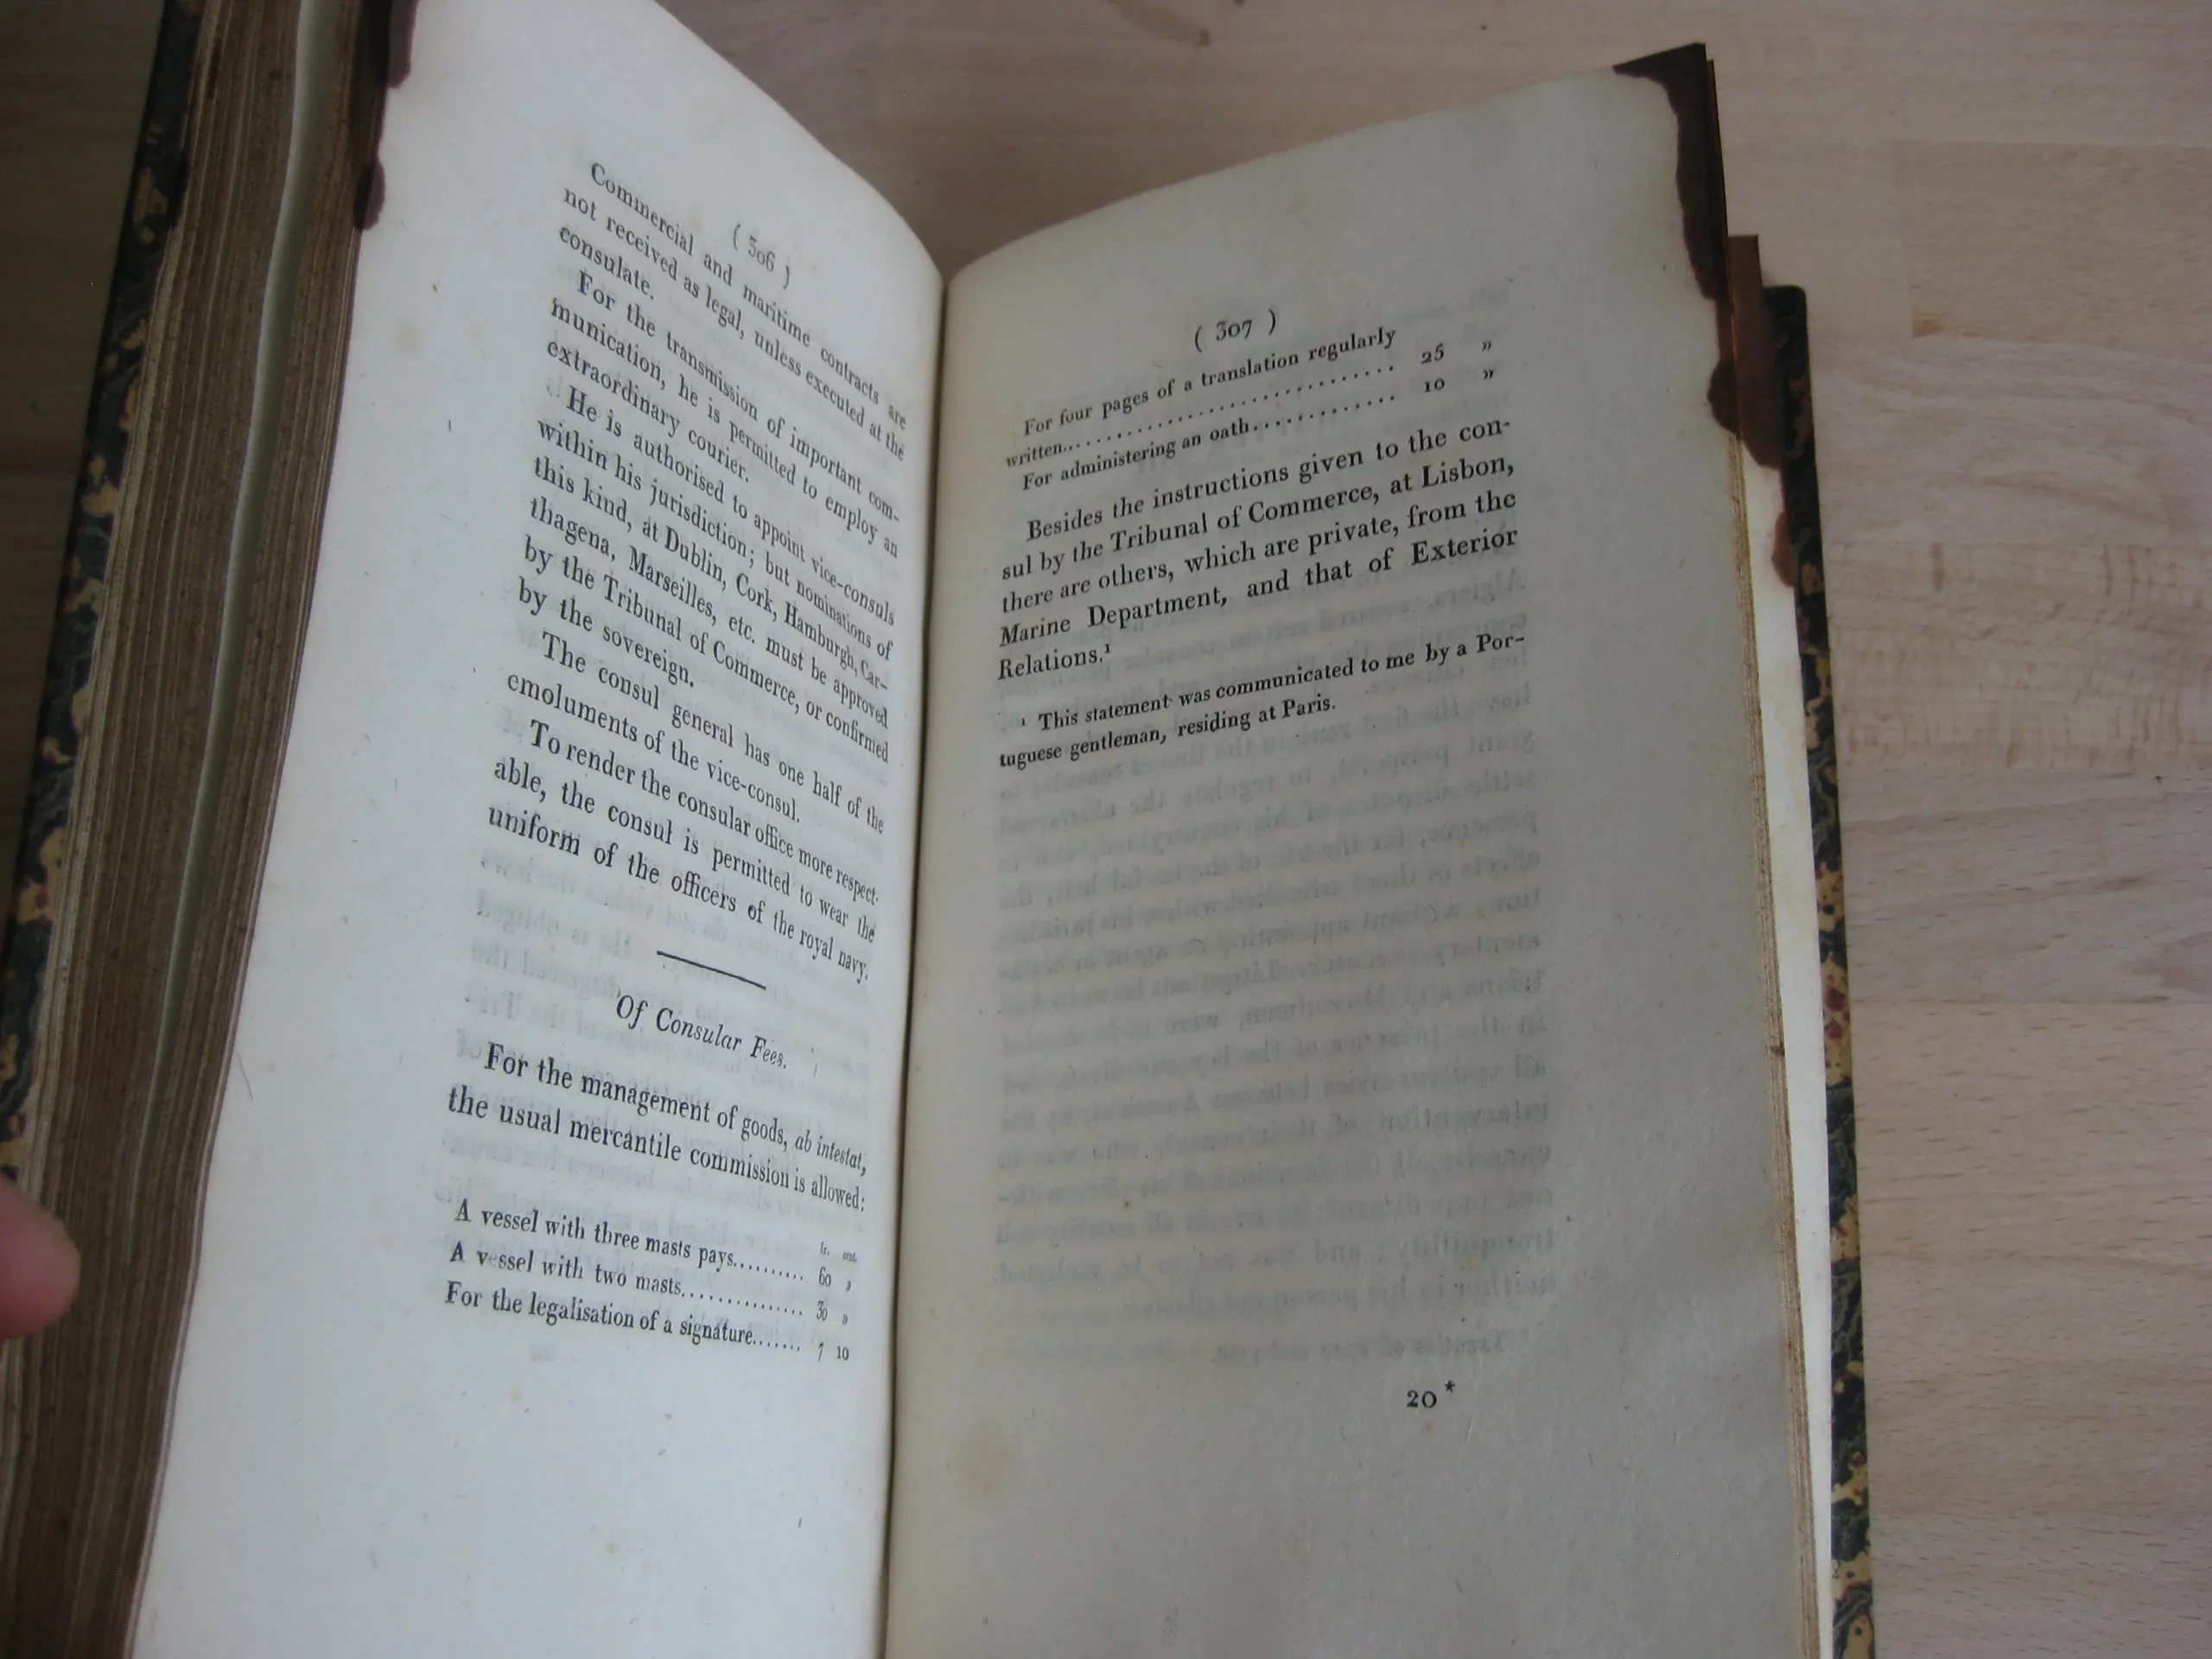 ( 306 )
Commercial and maritime contracts are
not received as legal, unless executed at the
consulate.
For the transmission of important com-
munication, he is permitted to employ an
extraordinary courier.
He is authorised to appoint vice-consuls
within his jurisdiction; but nominations of
this kind, at Dublin, Cork, Hamburgh, Car-
thagena, Marseilles, etc. must be approved
by the Tribunal of Commerce, or confirmed
by the sovereign.
The consul general has one half of the
emoluments of the vice-consul.
To render the consular office more respect-
able, the consul is permitted to wear the
uniform of the officers of the royal navy.
Of Consular Fees.
For the management of goods, ab intestat,
the usual mercantile commission is allowed:
fr. cent.
A vessel with three masts pays.......... 60 »
A vessel with two masts............... 30 »
For the legalisation of a signature....... 7 10
( 307 )
For four pages of a translation regularly
written................................. 25 »
For administering an oath............. 10 »
Besides the instructions given to the con-
sul by the Tribunal of Commerce, at Lisbon,
there are others, which are private, from the
Marine Department, and that of Exterior
Relations.¹
¹ This statement was communicated to me by a Por-
tuguese gentleman, residing at Paris.
20*